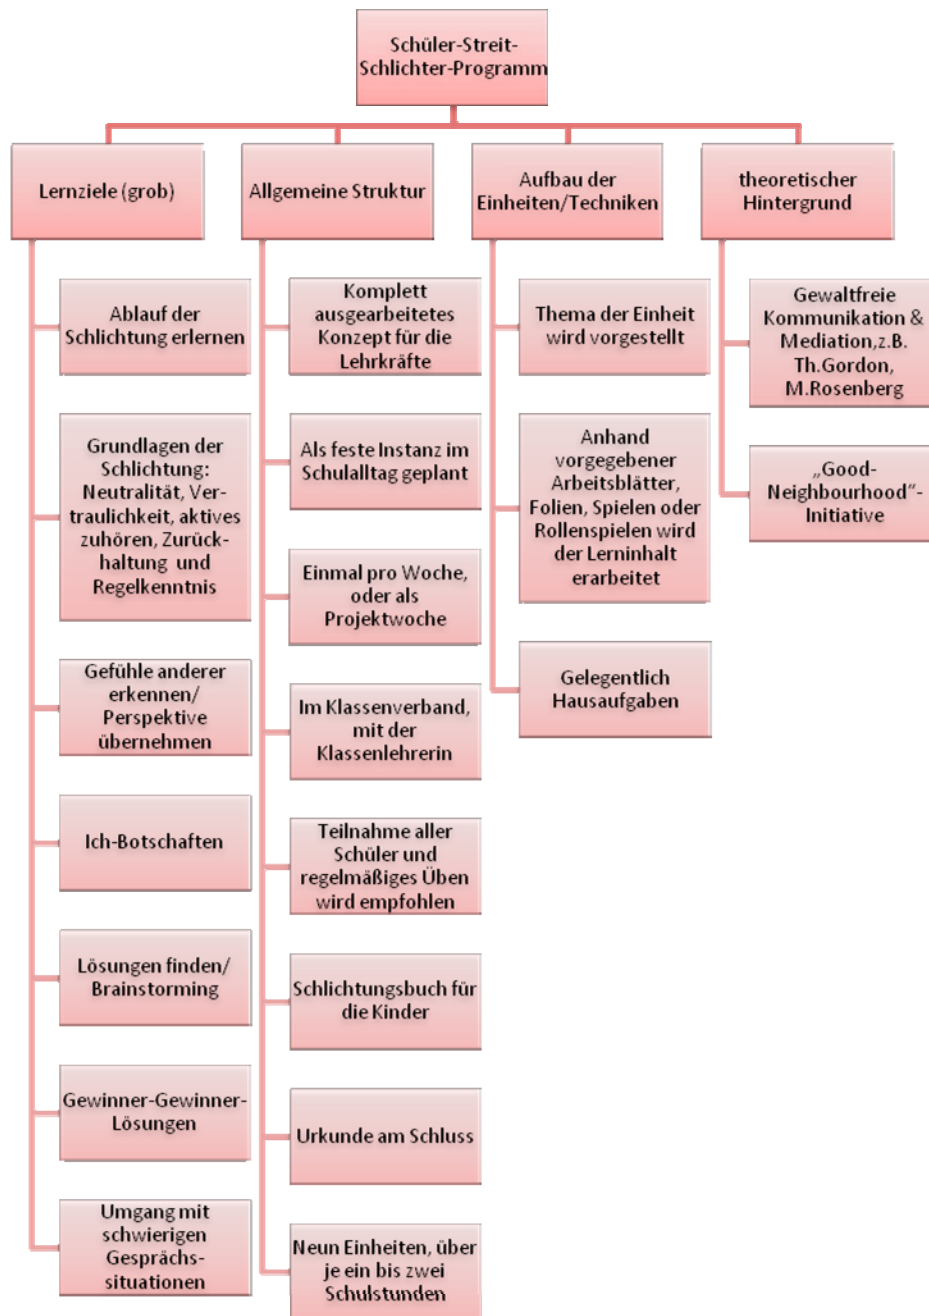 Schüler-Streit-
Schlichter-Programm
Lernziele (grob)
Ablauf der
Schlichtung erlernen
Grundlagen der
Schlichtung:
Neutralität, Ver-
traulichkeit, aktives
zuhören, Zurück-
haltung und
Regelkenntnis
Gefühle anderer
erkennen/
Perspektive
übernehmen
Ich-Botschaften
Lösungen finden/
Brainstorming
Gewinner-Gewinner-
Lösungen
Umgang mit
schwierigen
Gesprächs-
situationen
Allgemeine Struktur
Komplett
ausgearbeitetes
Konzept für die
Lehrkräfte
Als feste Instanz im
Schulalltag geplant
Einmal pro Woche,
oder als
Projektwoche
Im Klassenverband,
mit der
Klassenlehrerin
Teilnahme aller
Schüler und
regelmäßiges Üben
wird empfohlen
Schlichtungsbuch für
die Kinder
Urkunde am Schluss
Neun Einheiten, über
je ein bis zwei
Schulstunden
Aufbau der
Einheiten/Techniken
Thema der Einheit
wird vorgestellt
Anhand
vorgegebener
Arbeitsblätter,
Folien, Spielen oder
Rollenspielen wird
der Lerninhalt
erarbeitet
Gelegentlich
Hausaufgaben
theoretischer
Hintergrund
Gewaltfreie
Kommunikation &
Mediation,z.B.
Th.Gordon,
M.Rosenberg
„Good-
Neighbourhood“-
Initiative